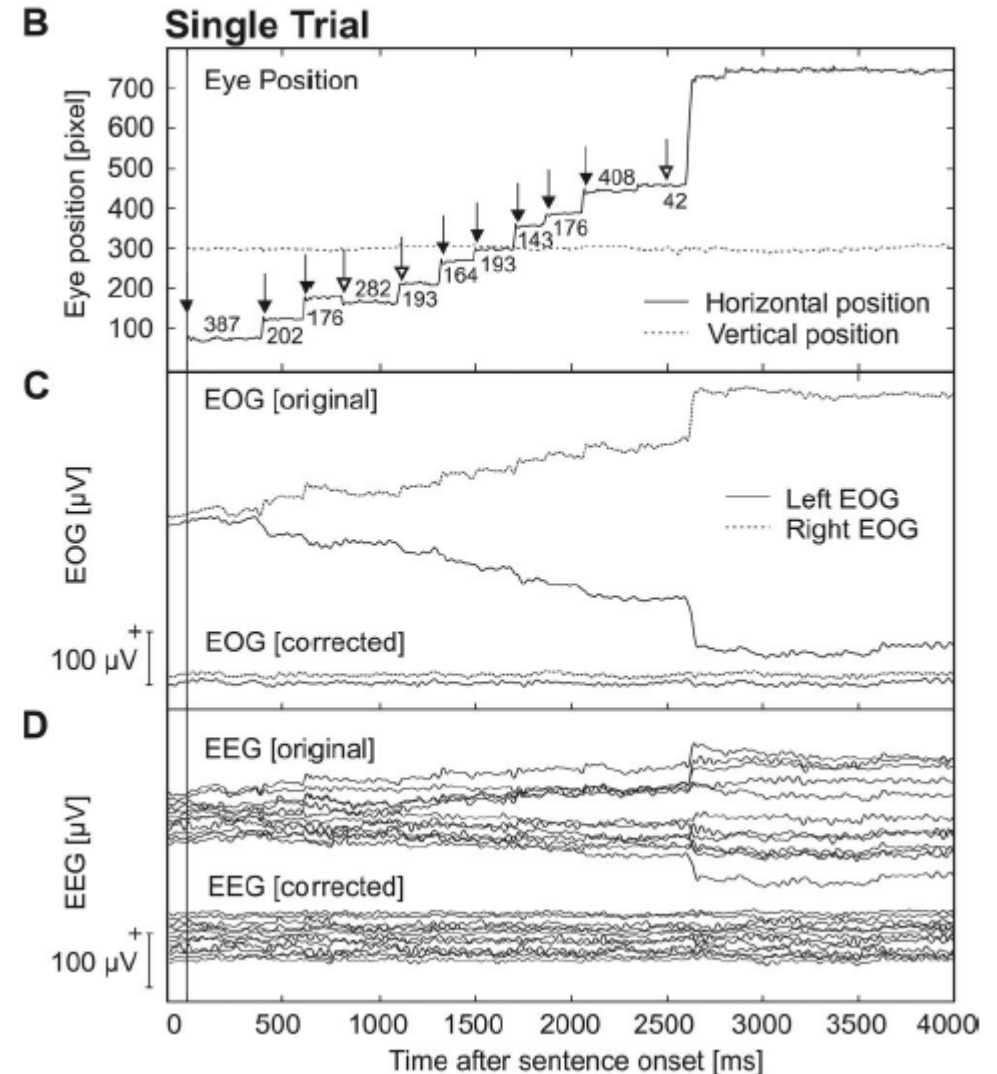 B Single Trial
Eye Position
Eye position [pixel]
700
600
500
400
300
200
100
387
202
176
282
193
164
193
143
176
408
42
Horizontal position
Vertical position
C
EOG [original]
EOG [µV]
Left EOG
Right EOG
EOG [corrected]
+
100 µV
D
EEG [original]
EEG [µV]
EEG [corrected]
+
100 µV
0 500 1000 1500 2000 2500 3000 3500 4000
Time after sentence onset [ms]